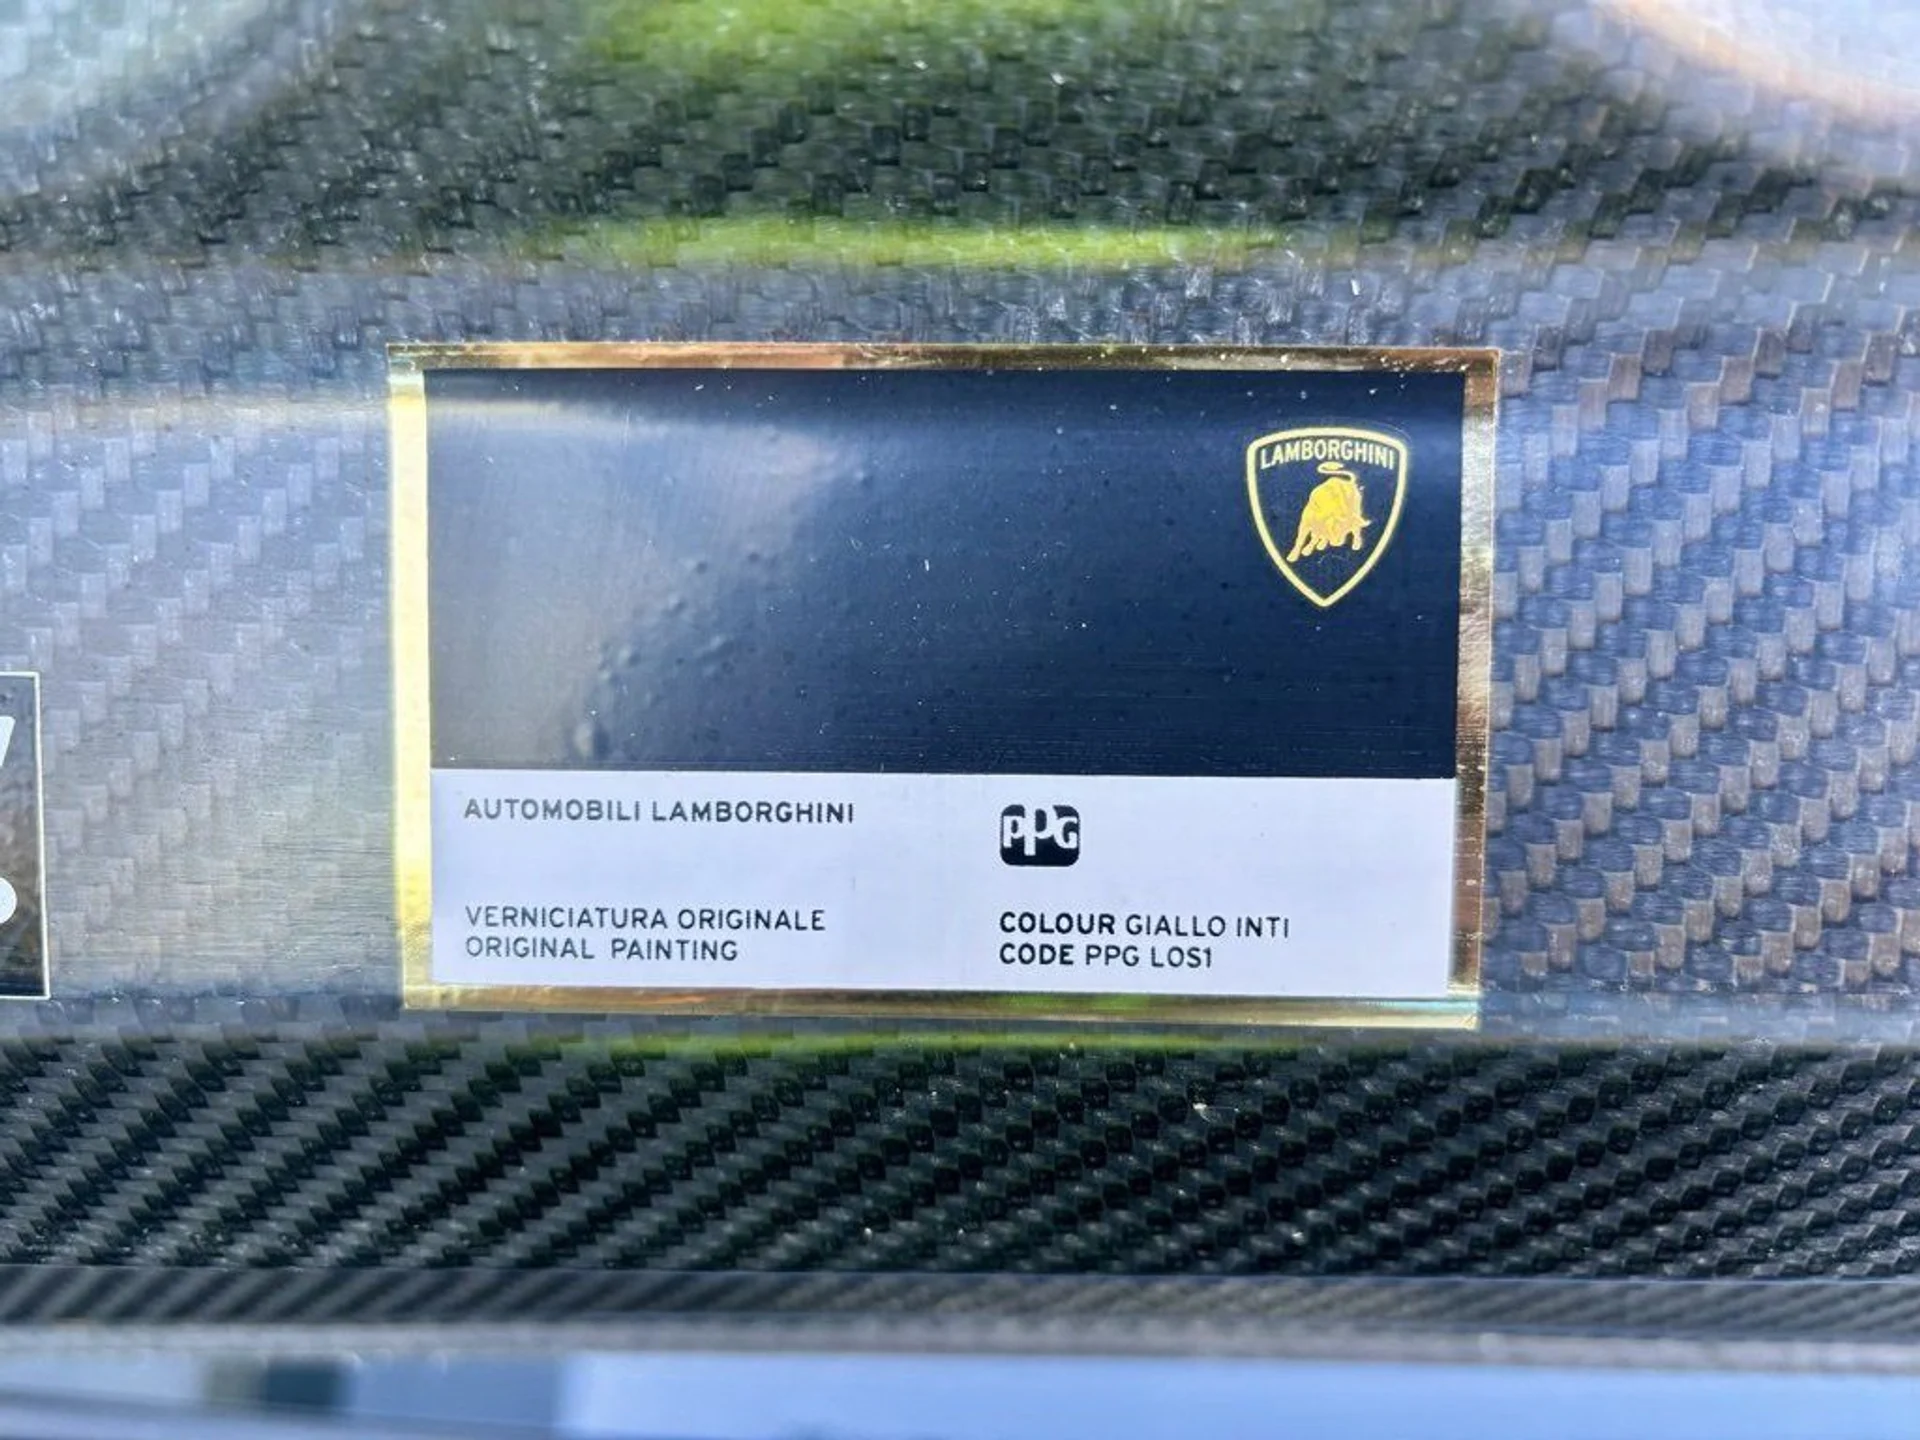 LAMBORGHINI
AUTOMOBILI LAMBORGHINI
PPG
VERNICIATURA ORIGINALE
ORIGINAL PAINTING
COLOUR GIALLO INTI
CODE PPG LOS1